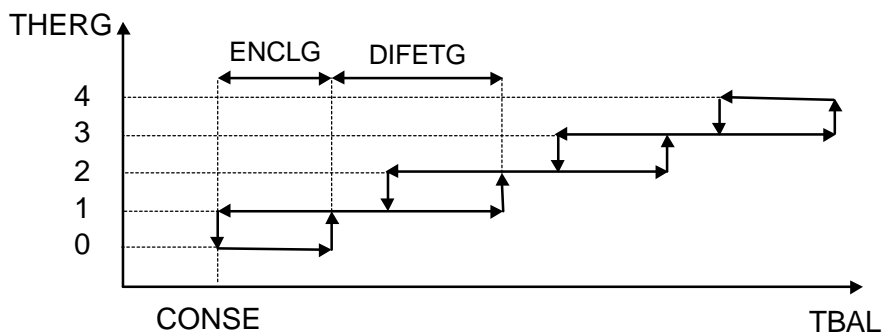 THERG
ENCLG
DIFETG
4
3
2
1
0
CONSE
TBAL